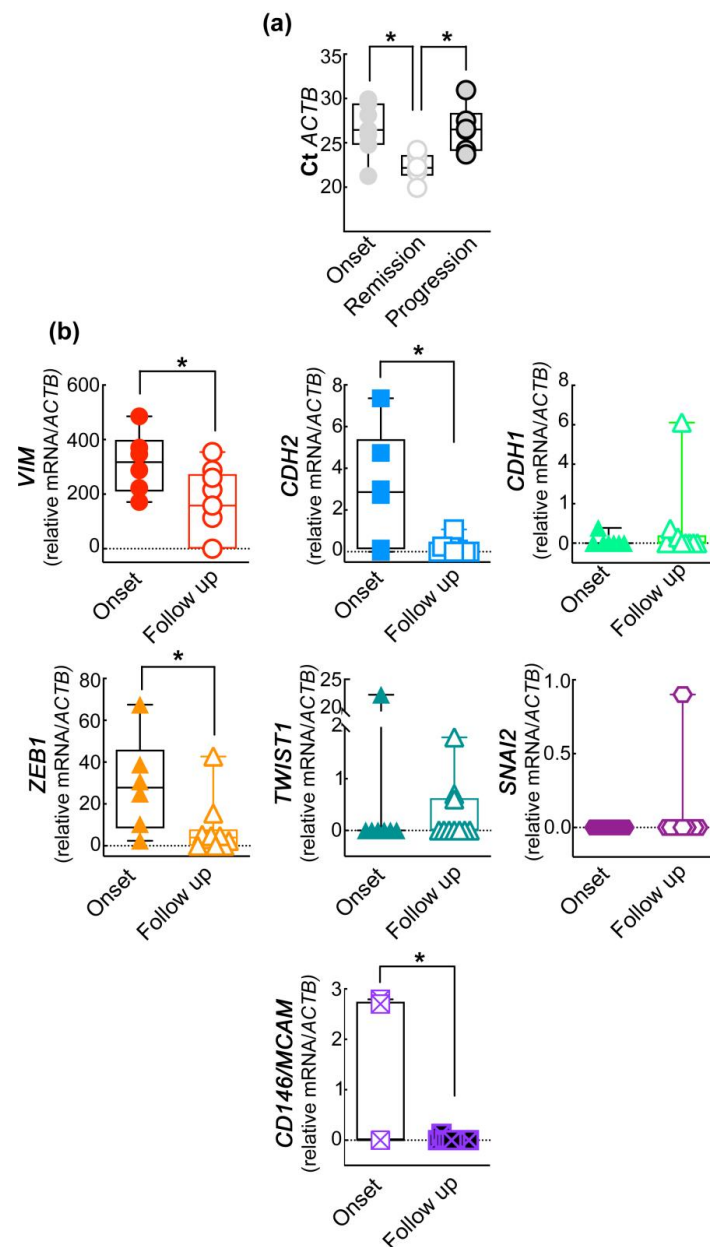 (a)
* *
35
30
25
20
Ct ACTB
Onset
Remission
Progression
(b)
*
600
400
200
0
VIM
(relative mRNA/ACTB)
Onset
Follow up
*
8
6
4
2
0
CDH2
(relative mRNA/ACTB)
Onset
Follow up
8
6
4
1
0
CDH1
(relative mRNA/ACTB)
Onset
Follow up
*
80
60
40
20
0
ZEB1
(relative mRNA/ACTB)
Onset
Follow up
25
20
2
1
0
TWIST1
(relative mRNA/ACTB)
Onset
Follow up
1.0
0.5
0.0
SNAI2
(relative mRNA/ACTB)
Onset
Follow up
*
3
2
1
0
CD146/MCAM
(relative mRNA/ACTB)
Onset
Follow up